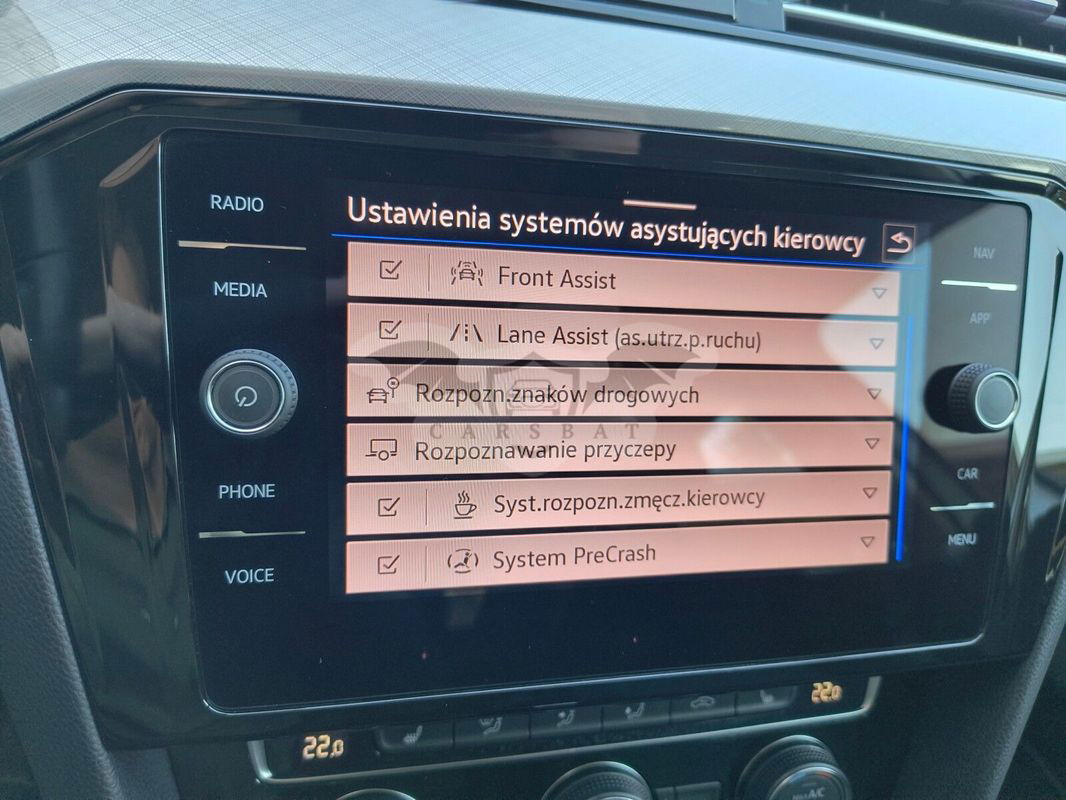 RADIO
MEDIA
PHONE
VOICE
Ustawienia systemów asystujących kierowcy
Front Assist
Lane Assist (as.utrz.p.ruchu)
Rozpozn.znaków drogowych
CARSBAT
Rozpoznawanie przyczepy
Syst.rozpozn.zmęcz.kierowcy
System PreCrash
NAV
APP
CAR
MENU
22.0
22.0
A/C